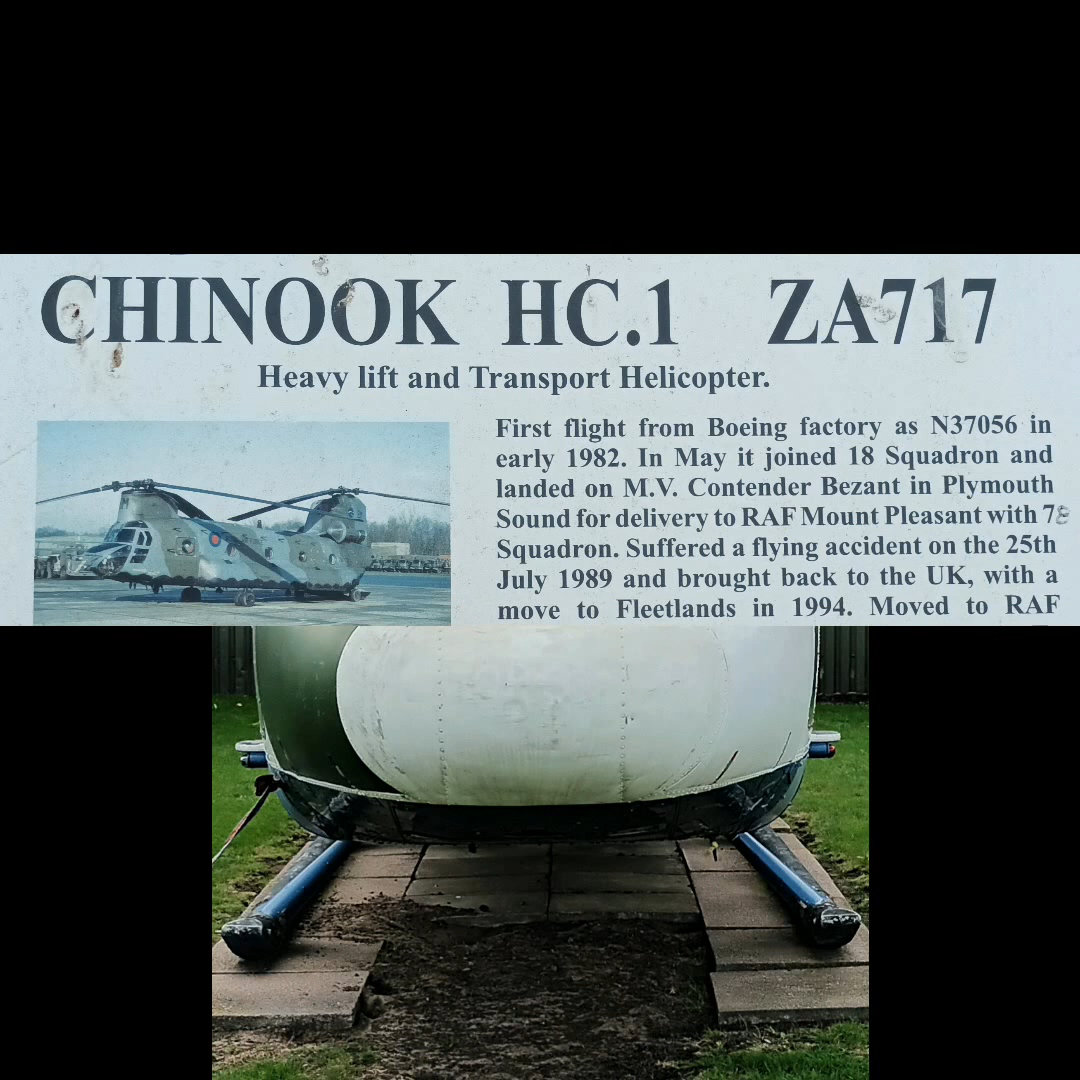 CHINOOK HC.1 ZA717
Heavy lift and Transport Helicopter.
First flight from Boeing factory as N37056 in
early 1982. In May it joined 18 Squadron and
landed on M.V. Contender Bezant in Plymouth
Sound for delivery to RAF Mount Pleasant with 78
Squadron. Suffered a flying accident on the 25th
July 1989 and brought back to the UK, with a
move to Fleetlands in 1994. Moved to RAF